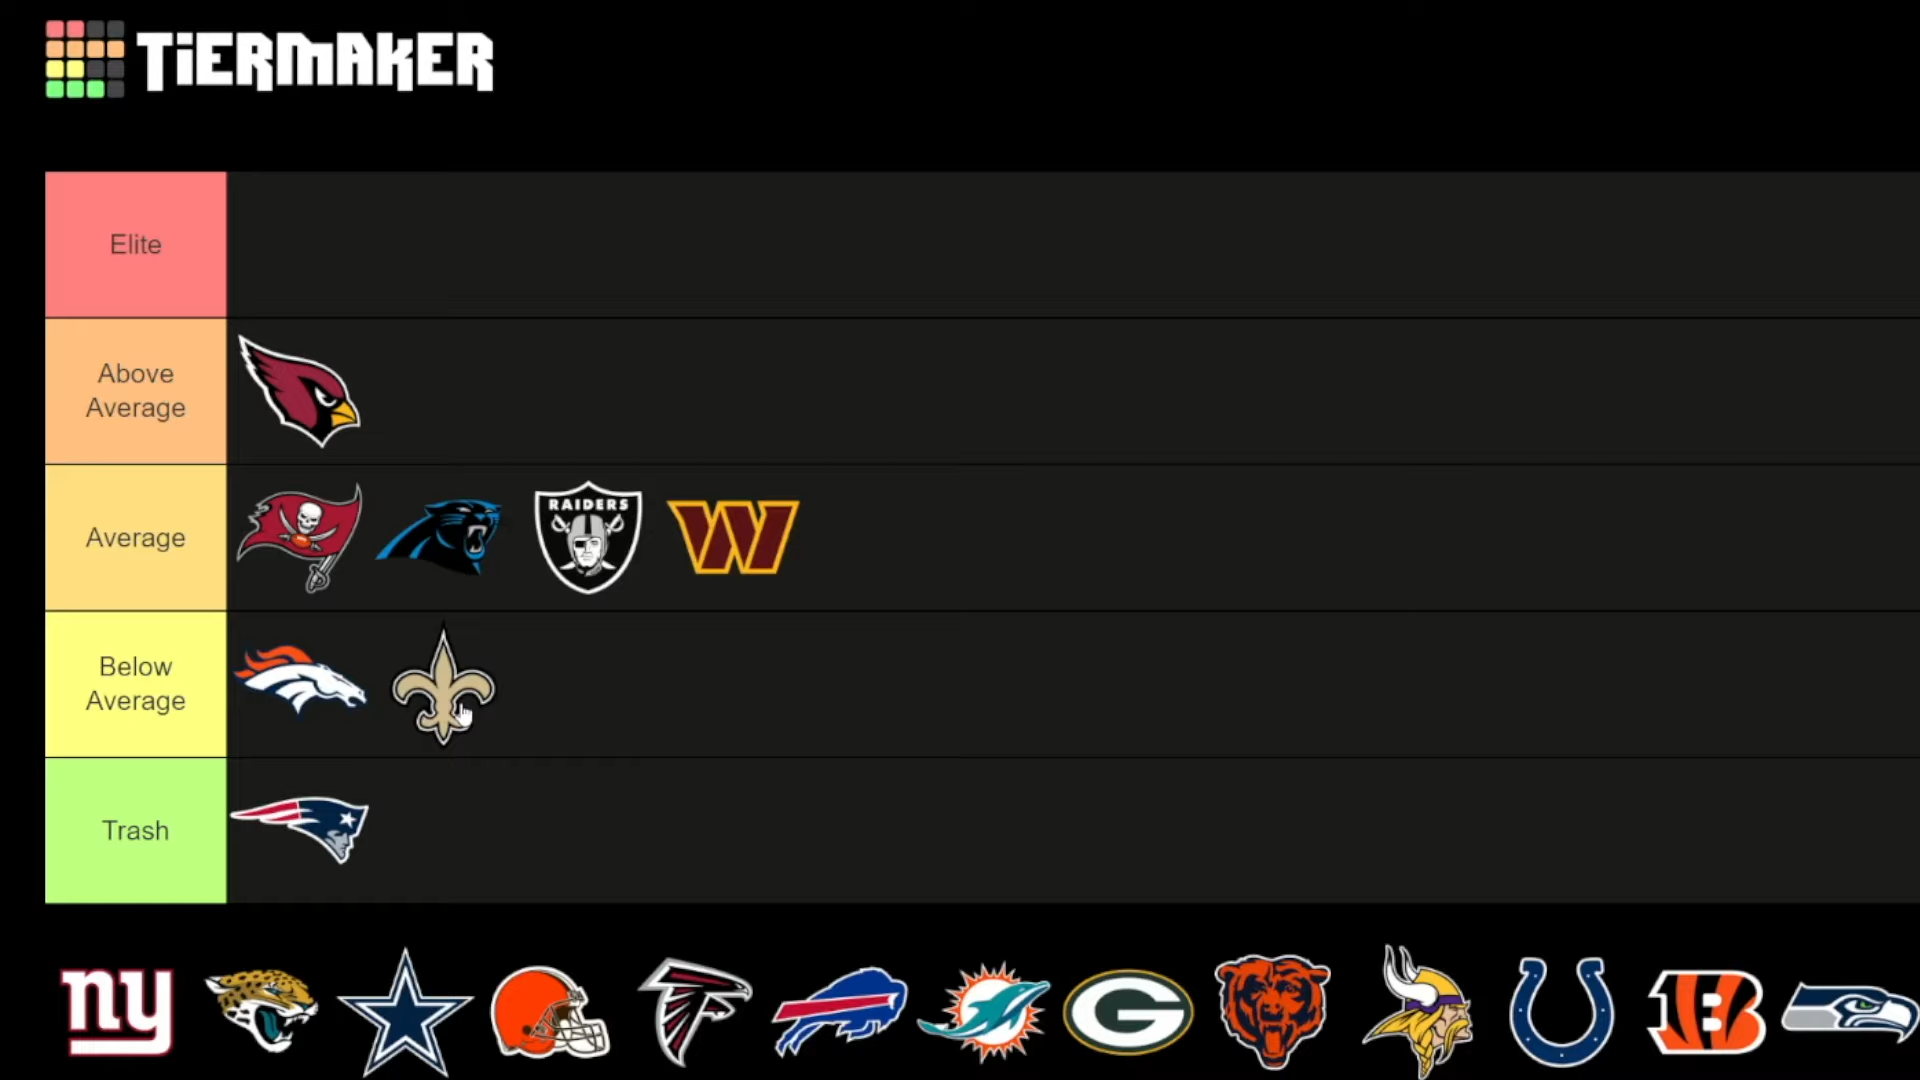 TiERMAKER
Elite
Above
Average
Average
RAIDERS
W
Below
Average
Trash
ny
G
B